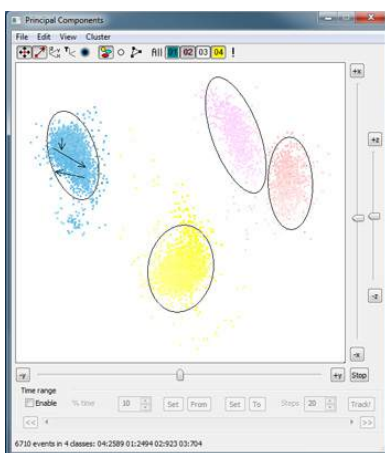 Principal Components
File Edit View Cluster
All 01 02 03 04 !
+x
+z
-z
-x
-y +y Stop
Time range
Enable % time 10 Set From Set To Steps 20 Track!
<< >>
6710 events in 4 classes: 04:2589 01:2494 02:923 03:704